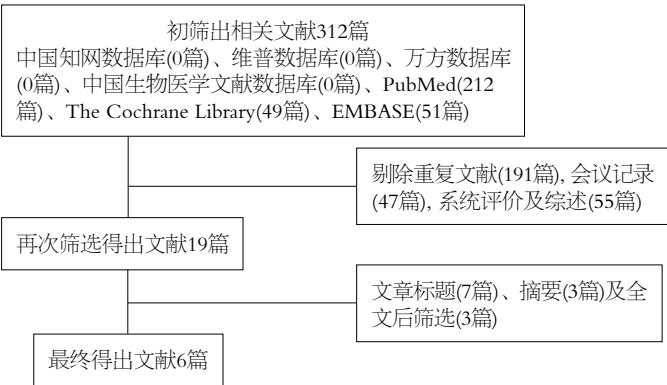 初筛出相关文献312篇
中国知网数据库(0篇)、维普数据库(0篇)、万方数据库
(0篇)、中国生物医学文献数据库(0篇)、PubMed(212
篇)、The Cochrane Library(49篇)、EMBASE(51篇)
剔除重复文献(191篇), 会议记录
(47篇), 系统评价及综述(55篇)
再次筛选得出文献19篇
文章标题(7篇)、摘要(3篇)及全
文后筛选(3篇)
最终得出文献6篇